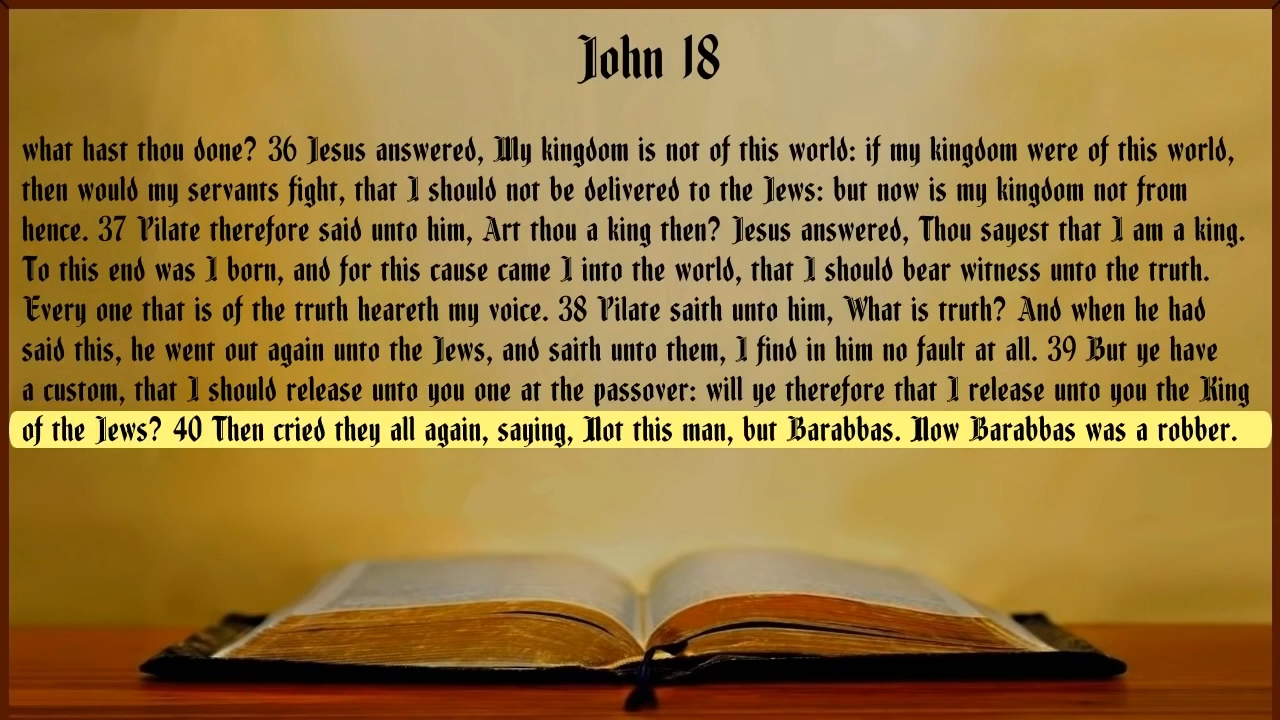 John 18
what hast thou done? 36 Jesus answered, My kingdom is not of this world: if my kingdom were of this world,
then would my servants fight, that I should not be delivered to the Jews: but now is my kingdom not from
hence. 37 Pilate therefore said unto him, Art thou a king then? Jesus answered, Thou sayest that I am a king.
To this end was I born, and for this cause came I into the world, that I should bear witness unto the truth.
Every one that is of the truth heareth my voice. 38 Pilate saith unto him, What is truth? And when he had
said this, he went out again unto the Jews, and saith unto them, I find in him no fault at all. 39 But ye have
a custom, that I should release unto you one at the passover: will ye therefore that I release unto you the King
of the Jews? 40 Then cried they all again, saying, Not this man, but Barabbas. Now Barabbas was a robber.